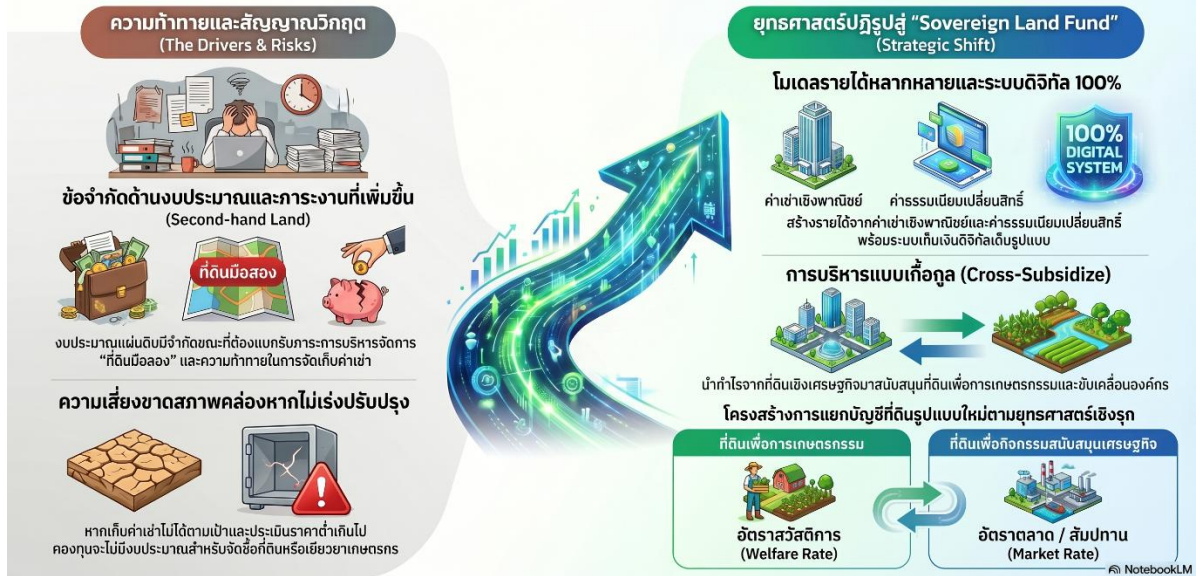 ความท้าทายและสัญญาณวิกฤต
(The Drivers & Risks)
ข้อจำกัดด้านงบประมาณและภาระงานที่เพิ่มขึ้น
(Second-hand Land)
ที่ดินมือสอง
งบประมาณแผ่นดิบมีจำกัดขณะที่ต้องแบกรับภาระการบริหารจัดการ
“ที่ดินมือลอง” และความท้าทายในการจัดเก็บค่าเช่า
ความเสี่ยงขาดสภาพคล่องหากไม่เร่งปรับปรุง
หากเก็บค่าเช่าไม่ได้ตามเป้าและประเมินราคาต่ำเกินไป
คองทุนจะไม่มีงบประมาณสำหรับจัดซื้อที่ดินหรือเยียวยาเกษตรกร
ยุทธศาสตร์ปฏิรูปสู่ “Sovereign Land Fund”
(Strategic Shift)
โมเดลรายได้หลากหลายและระบบดิจิทัล 100%
100%
DIGITAL
SYSTEM
ค่าเช่าเชิงพาณิชย์
ค่าธรรมเนียมเปลี่ยนสิทธิ์
สร้างรายได้จากค่าเช่าเชิงพาณิชย์และค่าธรรมเนียมเปลี่ยนสิทธิ์
พร้อมระบมเก็บเงินดิจิกัลเด็มรูปแบบ
การบริหารแบบเกื้อกูล (Cross-Subsidize)
นำกำไรจากที่ดินเชิงเศรษฐกิจมาสนับสนุนที่ดินเพื่อการเกษตรกรรมและขับเคลื่อนองค์กร
โครงสร้างการแยกบัญชีที่ดินรูปแบบใหม่ตามยุทรศาสตร์เชิงรุก
ที่ดินเพื่อการเกษตรกรรม
อัตราสวัสติการ
(Welfare Rate)
ที่ดินเพื่อกิจกรรมสนับสนุนเศรษฐกิจ
อัตราตลาด / สัมปทาน
(Market Rate)
NotebookLM